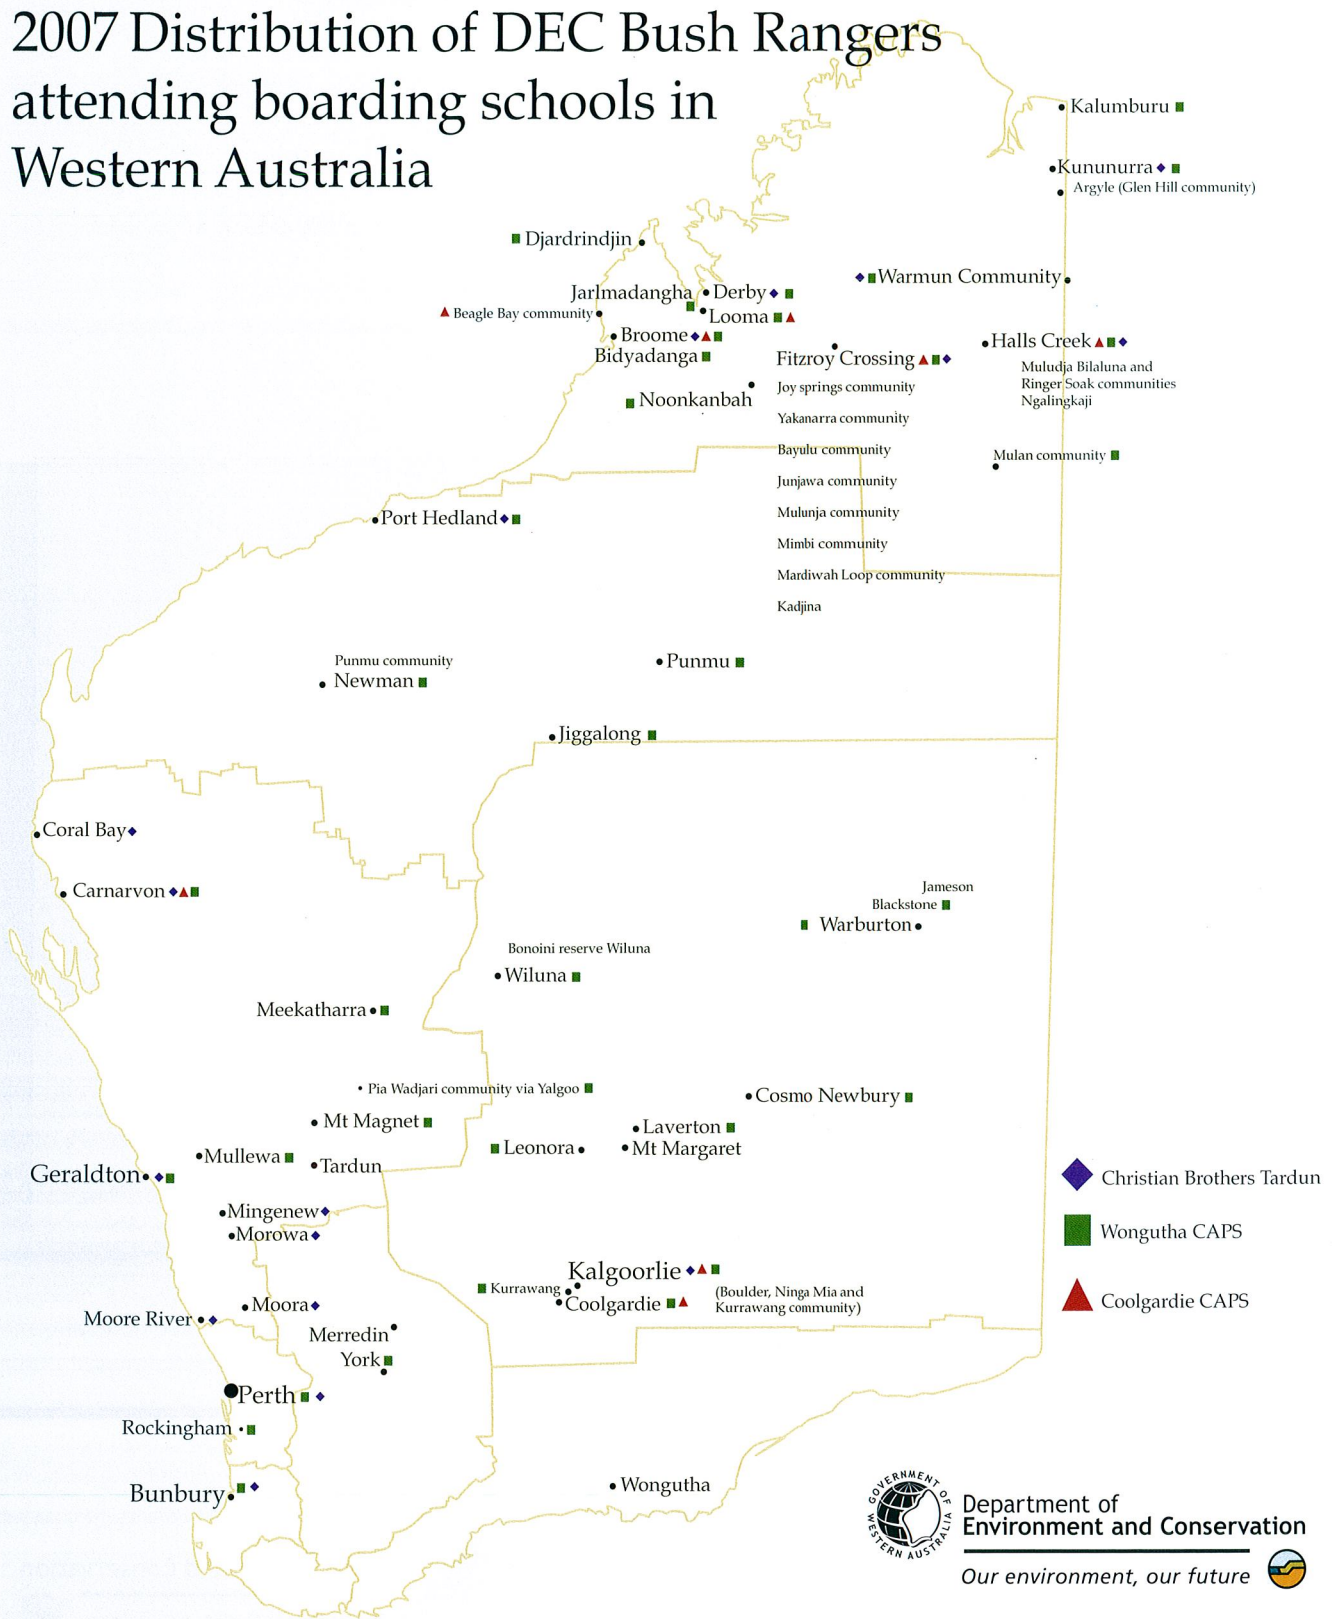 2007 Distribution of DEC Bush Rangers
attending boarding schools in
Western Australia
Kalumburu
Kununurra
Argyle (Glen Hill community)
Djardrindjin
Warmun Community
Jarlmadangha
Derby
Beagle Bay community
Looma
Broome
Bidyadanga
Fitzroy Crossing
Halls Creek
Muludja Bilaluna and
Ringer Soak communities
Ngalingkaji
Joy springs community
Noonkanbah
Yakanarra community
Bayulu community
Mulan community
Junjawa community
Mulunja community
Port Hedland
Mimbi community
Mardiwah Loop community
Kadjina
Punmu community
Newman
Punmu
Jiggalong
Coral Bay
Carnarvon
Jameson
Blackstone
Warburton
Bonoini reserve Wiluna
Wiluna
Meekatharra
Pia Wadjari community via Yalgoo
Cosmo Newbury
Mt Magnet
Laverton
Leonora
Mt Margaret
Mullewa
Tardun
Geraldton
Mingenew
Morowa
Christian Brothers Tardun
Wongutha CAPS
Coolgardie CAPS
Kalgoorlie
Kurrawang
(Boulder, Ninga Mia and
Kurrawang community)
Coolgardie
Moora
Moore River
Merredin
York
Perth
Rockingham
Bunbury
Wongutha
GOVERNMENT OF
WESTERN AUSTRALIA
Department of
Environment and Conservation
Our environment, our future